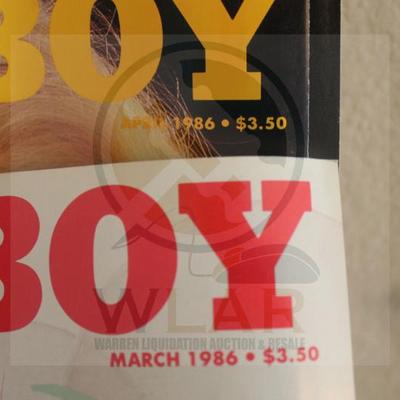 BOY
APRIL 1986 • $3.50
BOY
WLAR
WARREN LIQUIDATION AUCTION & RESALE
MARCH 1986 • $3.50